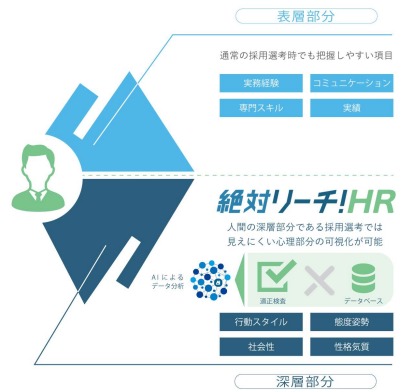 表層部分
通常の採用選考時でも把握しやすい項目
実務経験
コミュニケーション
専門スキル
実績
絶対リーチ!HR
人間の深層部分である採用選考では
見えにくい心理部分の可視化が可能
AIによる
データ分析
適正検査
データベース
行動スタイル
態度姿勢
社会性
性格気質
深層部分